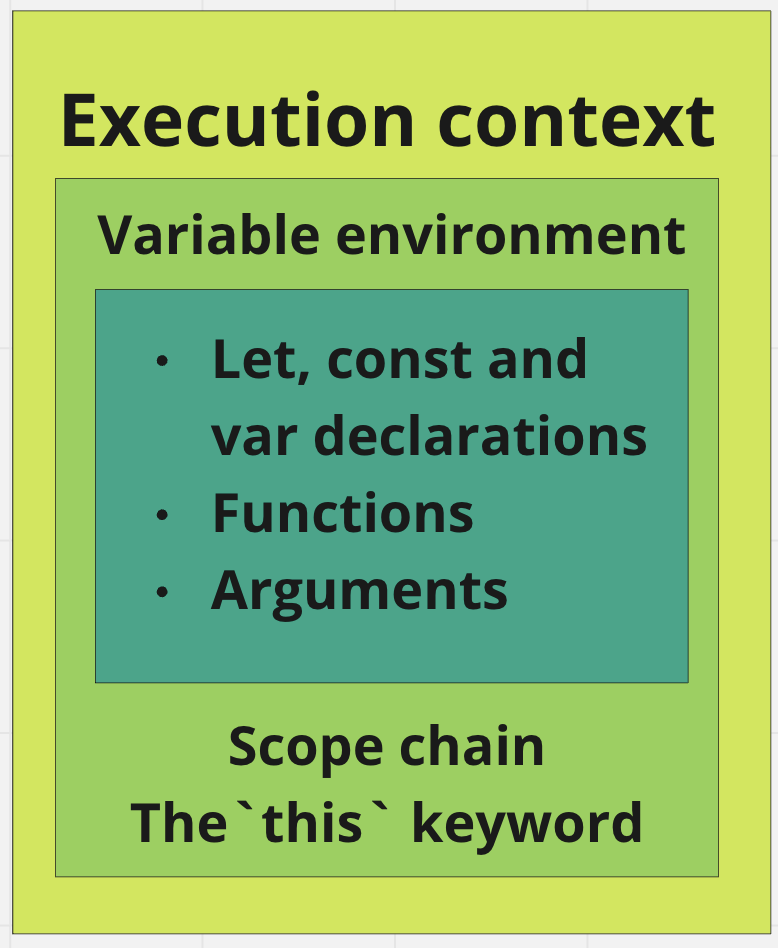 Execution context
Variable environment
• Let, const and
var declarations
• Functions
• Arguments
Scope chain
The `this` keyword